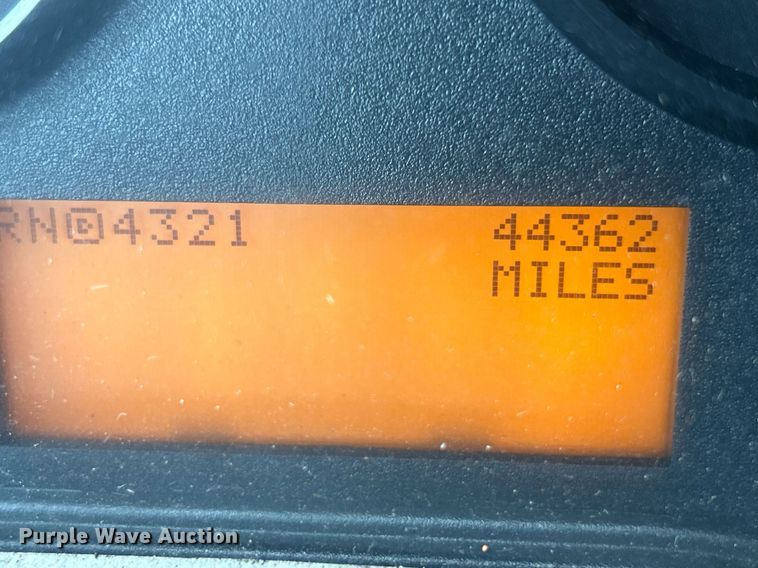 RN🄓4321 44362
MILES
Purple Wave Auction